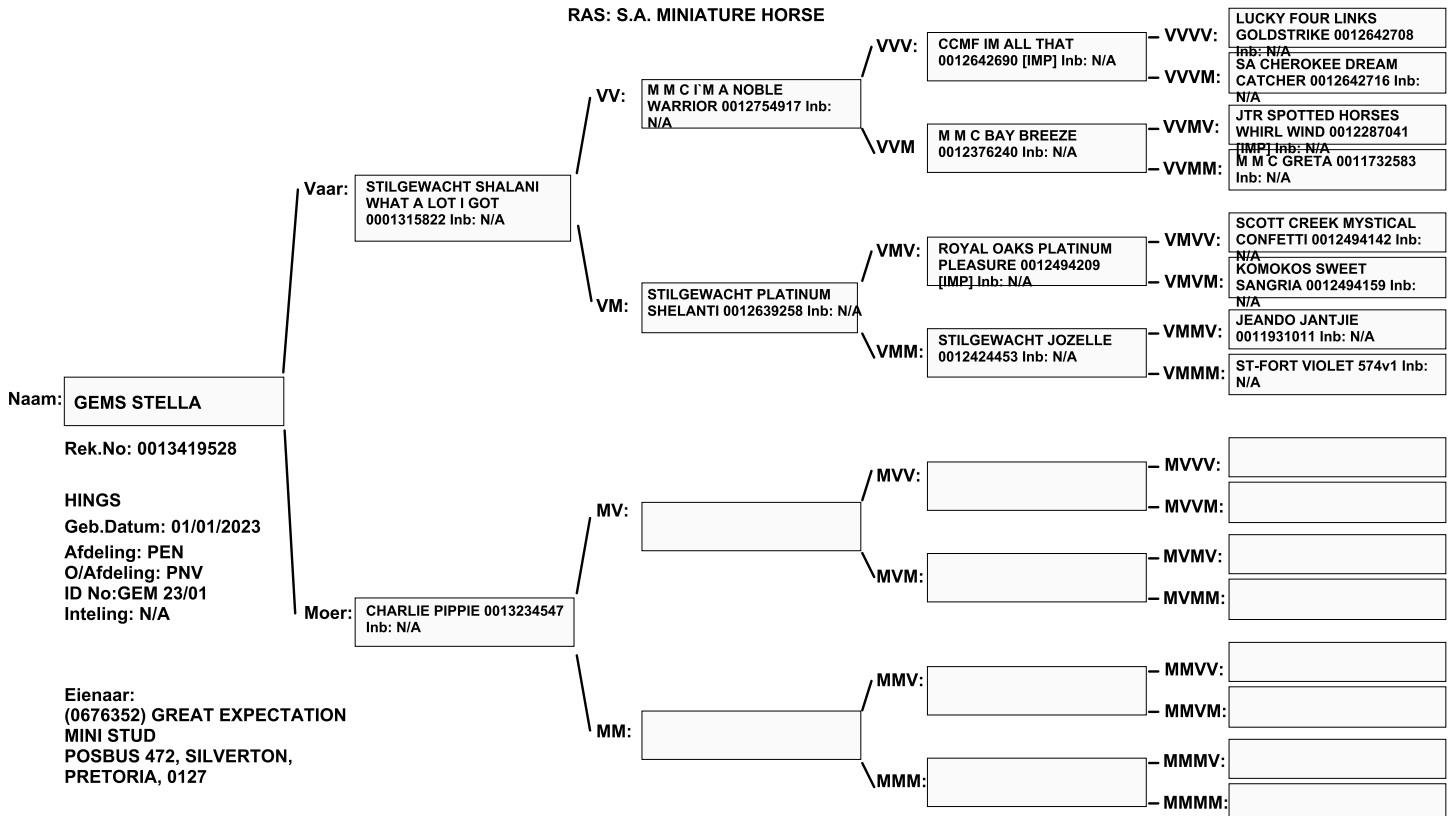 RAS: S.A. MINIATURE HORSE
Naam:
GEMS STELLA
Rek.No: 0013419528
HINGS
Geb.Datum: 01/01/2023
Afdeling: PEN
O/Afdeling: PNV
ID No:GEM 23/01
Inteling: N/A
Eienaar:
(0676352) GREAT EXPECTATION
MINI STUD
POSBUS 472, SILVERTON,
PRETORIA, 0127
Vaar:
STILGEWACHT SHALANI
WHAT A LOT I GOT
0001315822 Inb: N/A
Moer:
CHARLIE PIPPIE 0013234547
Inb: N/A
VV:
M M C I`M A NOBLE
WARRIOR 0012754917 Inb:
N/A
VM:
STILGEWACHT PLATINUM
SHELANTI 0012639258 Inb: N/A
MV:
MM:
VVV:
CCMF IM ALL THAT
0012642690 [IMP] Inb: N/A
VVM
M M C BAY BREEZE
0012376240 Inb: N/A
VMV:
ROYAL OAKS PLATINUM
PLEASURE 0012494209
[IMP] Inb: N/A
VMM:
STILGEWACHT JOZELLE
0012424453 Inb: N/A
MVV:
MVM:
MMV:
MMM:
VVVV:
LUCKY FOUR LINKS
GOLDSTRIKE 0012642708
Inb: N/A
VVVM:
SA CHEROKEE DREAM
CATCHER 0012642716 Inb:
N/A
VVMV:
JTR SPOTTED HORSES
WHIRL WIND 0012287041
[IMP] Inb: N/A
VVMM:
M M C GRETA 0011732583
Inb: N/A
VMVV:
SCOTT CREEK MYSTICAL
CONFETTI 0012494142 Inb:
N/A
VMVM:
KOMOKOS SWEET
SANGRIA 0012494159 Inb:
N/A
VMMV:
JEANDO JANTJIE
0011931011 Inb: N/A
VMMM:
ST-FORT VIOLET 574v1 Inb:
N/A
MVVV:
MVVM:
MVMV:
MVMM:
MMVV:
MMVM:
MMMV:
MMMM: